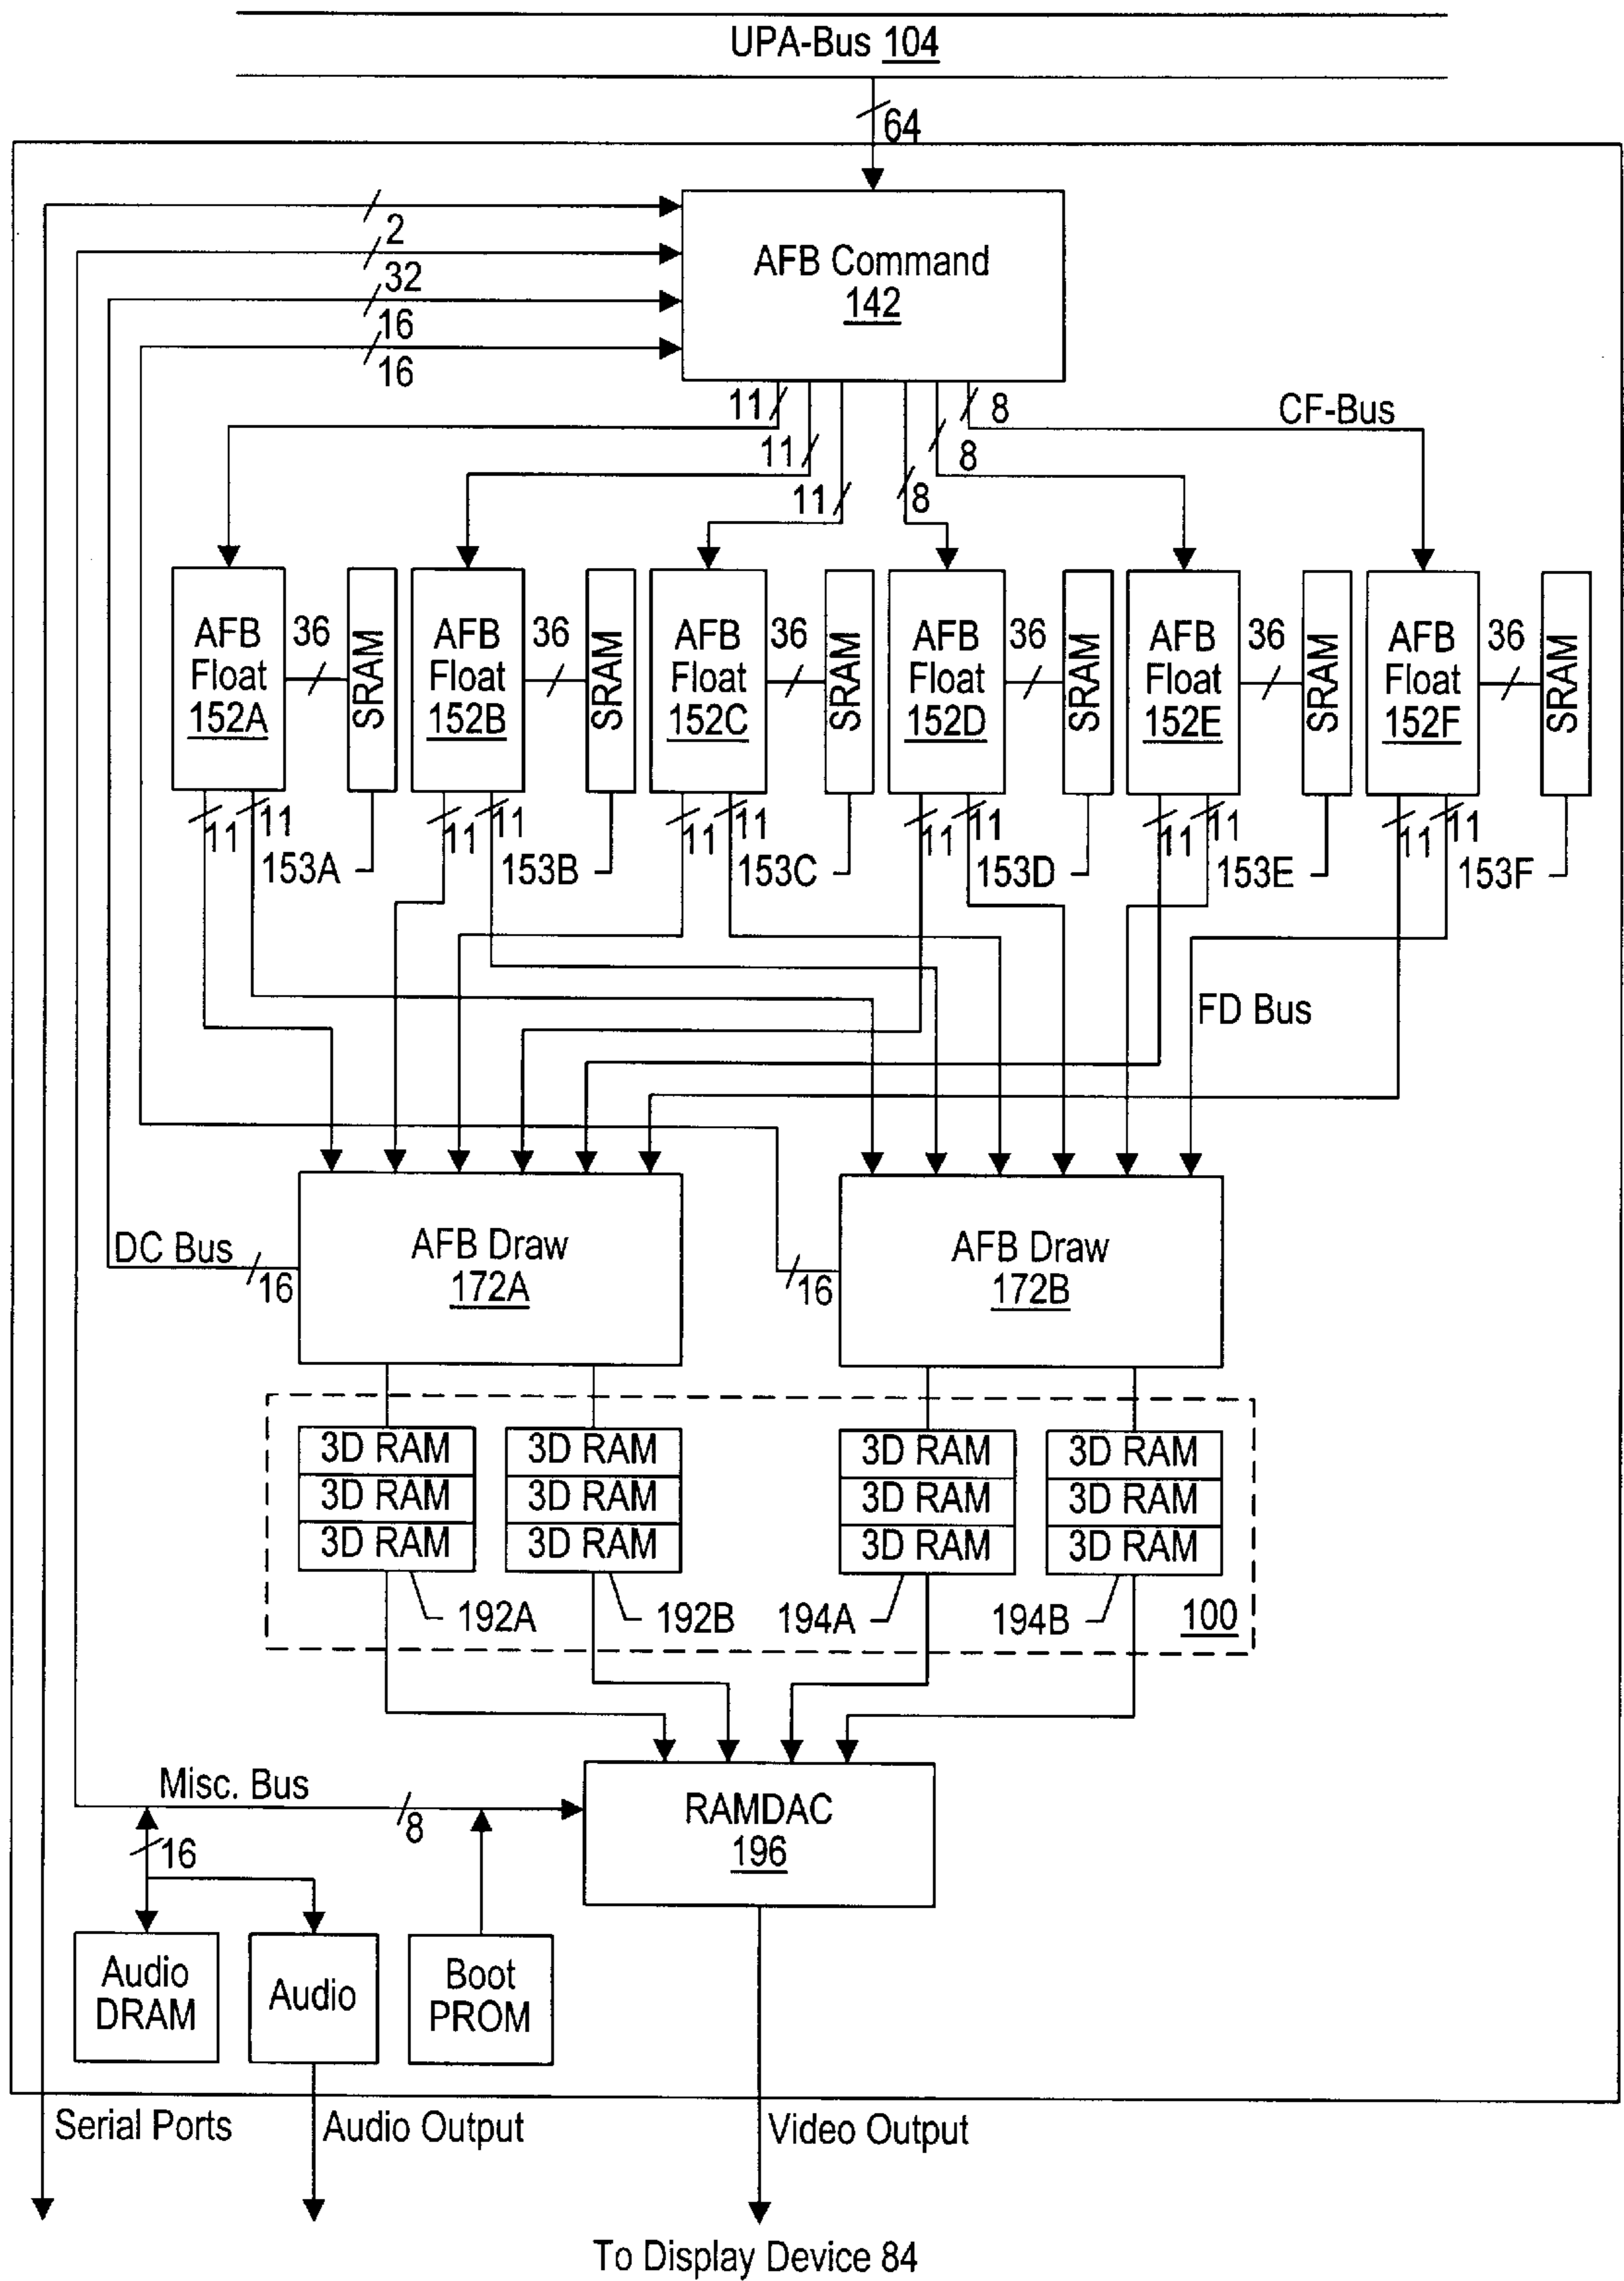 UPA-Bus 104
64
2
32
16
16
AFB Command
142
11
11
11
8
8
8
CF-Bus
AFB
Float
152A
36
SRAM
AFB
Float
152B
36
SRAM
AFB
Float
152C
36
SRAM
AFB
Float
152D
36
SRAM
AFB
Float
152E
36
SRAM
AFB
Float
152F
36
SRAM
11
11
153A
11
11
153B
11
11
153C
11
11
153D
11
11
153E
11
11
153F
FD Bus
DC Bus
16
AFB Draw
172A
16
AFB Draw
172B
3D RAM
3D RAM
3D RAM
3D RAM
3D RAM
3D RAM
3D RAM
3D RAM
3D RAM
3D RAM
3D RAM
3D RAM
192A
192B
194A
194B
100
Misc. Bus
8
16
RAMDAC
196
Audio
DRAM
Audio
Boot
PROM
Serial Ports
Audio Output
Video Output
To Display Device 84